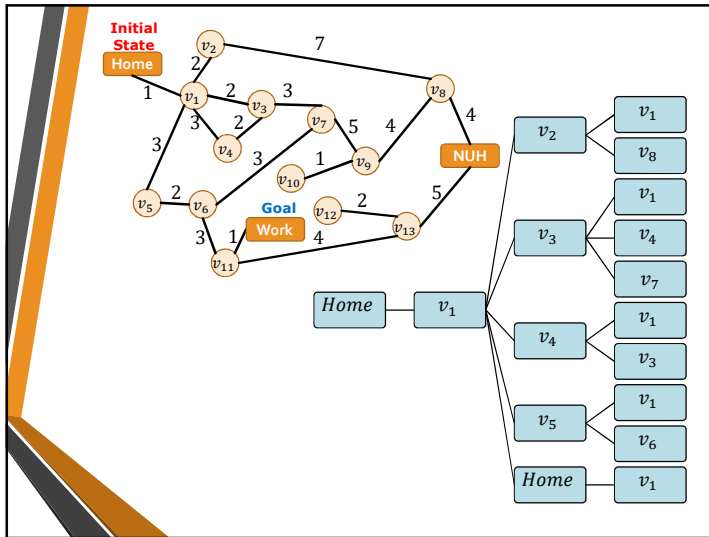 Initial
State
Home
v₂
7
2
1
v₁
2
v₃
3
v₈
3
2
v₄
v₇
5
4
4
3
3
1
v₉
NUH
v₁₀
v₅
2
v₆
Goal
Work
v₁₂
2
5
v₁₃
3
1
4
v₁₁
Home
v₁
v₂
v₁
v₈
v₃
v₁
v₄
v₇
v₄
v₁
v₃
v₅
v₁
v₆
Home
v₁